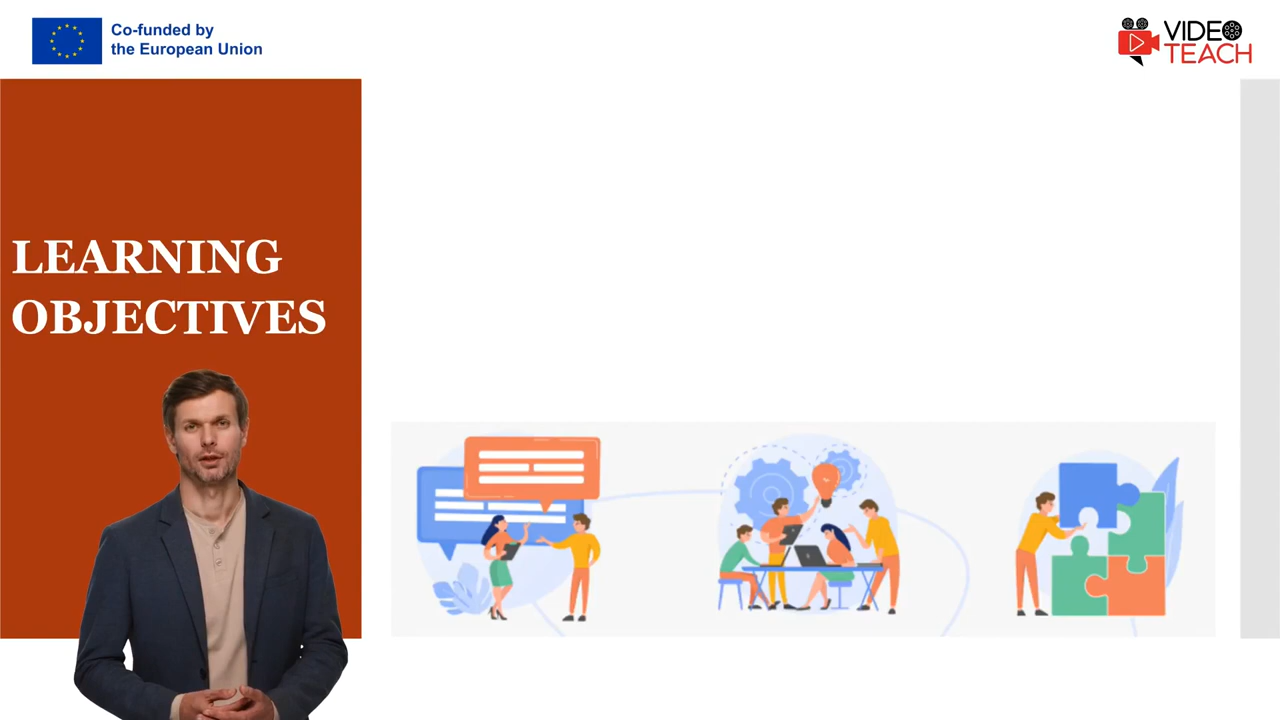 Co-funded by
the European Union
VIDEO
TEACH
LEARNING
OBJECTIVES